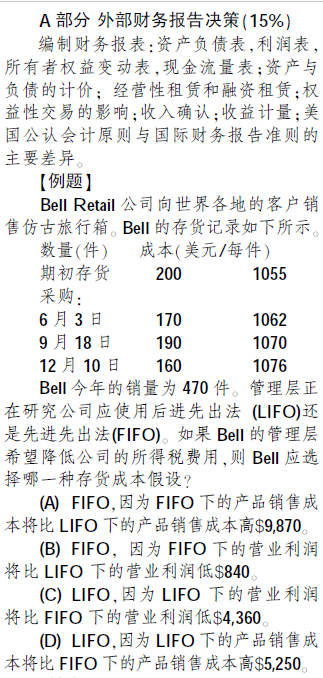 A 部分 外部财务报告决策(15%)
编制财务报表:资产负债表,利润表,
所有者权益变动表,现金流量表;资产与
负债的计价; 经营性租赁和融资租赁;权
益性交易的影响;收入确认;收益计量;美
国公认会计原则与国际财务报告准则的
主要差异。
【例题】
Bell Retail 公司向世界各地的客户销
售仿古旅行箱。Bell 的存货记录如下所示。
数量(件) 成本(美元/每件)
期初存货 200 1055
采购:
6 月 3 日 170 1062
9 月 18 日 190 1070
12 月 10 日 160 1076
Bell 今年的销量为 470 件。管理层正
在研究公司应使用后进先出法 (LIFO)还
是先进先出法(FIFO)。如果 Bell 的管理层
希望降低公司的所得税费用,则 Bell 应选
择哪一种存货成本假设?
(A) FIFO,因为 FIFO 下的产品销售成
本将比 LIFO 下的产品销售成本高$9,870。
(B) FIFO, 因为 FIFO 下的营业利润
将比 LIFO 下的营业利润低$840。
(C) LIFO,因为 LIFO 下的营业利润
将比 FIFO 下的营业利润低$4,360。
(D) LIFO,因为 LIFO 下的产品销售成
本将比 FIFO 下的产品销售成本高$5,250。